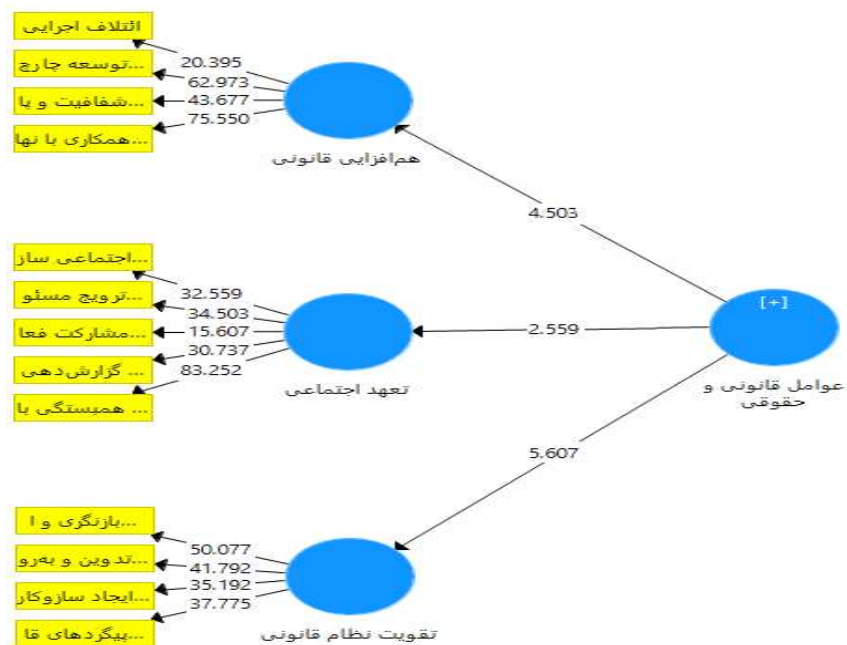 ائتلاف اجرایی
توسعه چارچ...
شفافیت و پا...
همکاری با نها...
20.395
62.973
43.677
75.550
هم‌افزایی قانونی
4.503
اجتماعی ساز...
ترویج مسئو...
مشارکت فعا...
گزارش‌دهی ...
همبستگی با ...
32.559
34.503
15.607
30.737
83.252
تعهد اجتماعی
2.559
[+]
عوامل قانونی و
حقوقی
5.607
بازنگری و ا...
تدوین و به‌رو...
ایجاد سازوکار...
پیگردهای قا...
50.077
41.792
35.192
37.775
تقویت نظام قانونی